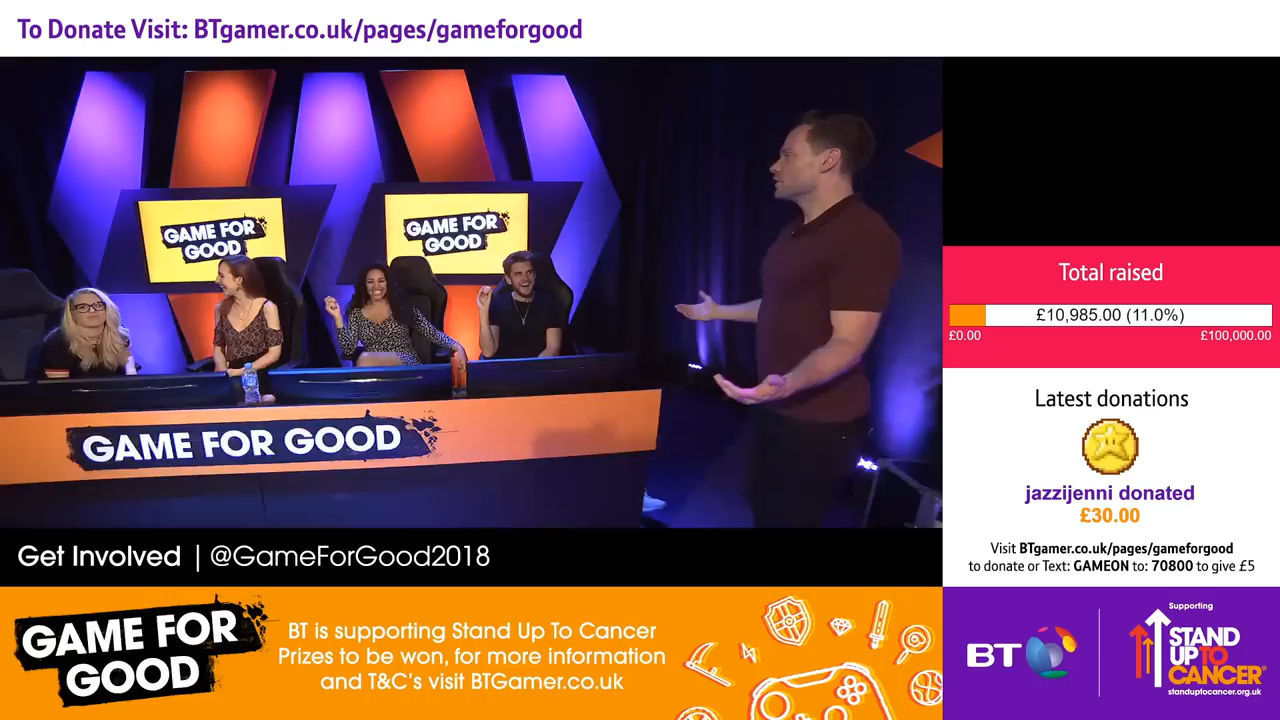 To Donate Visit: BTgamer.co.uk/pages/gameforgood
GAME FOR
GOOD
GAME FOR
GOOD
GAME FOR GOOD
Total raised
£10,985.00 (11.0%)
£0.00
£100,000.00
Latest donations
jazzijenni donated
£30.00
Visit BTgamer.co.uk/pages/gameforgood
to donate or Text: GAMEON to: 70800 to give £5
Get Involved | @GameForGood2018
GAME FOR
GOOD
BT is supporting Stand Up To Cancer
Prizes to be won, for more information
and T&C's visit BTGamer.co.uk
BT
Supporting
STAND
UP TO
CANCER
standuptocancer.org.uk